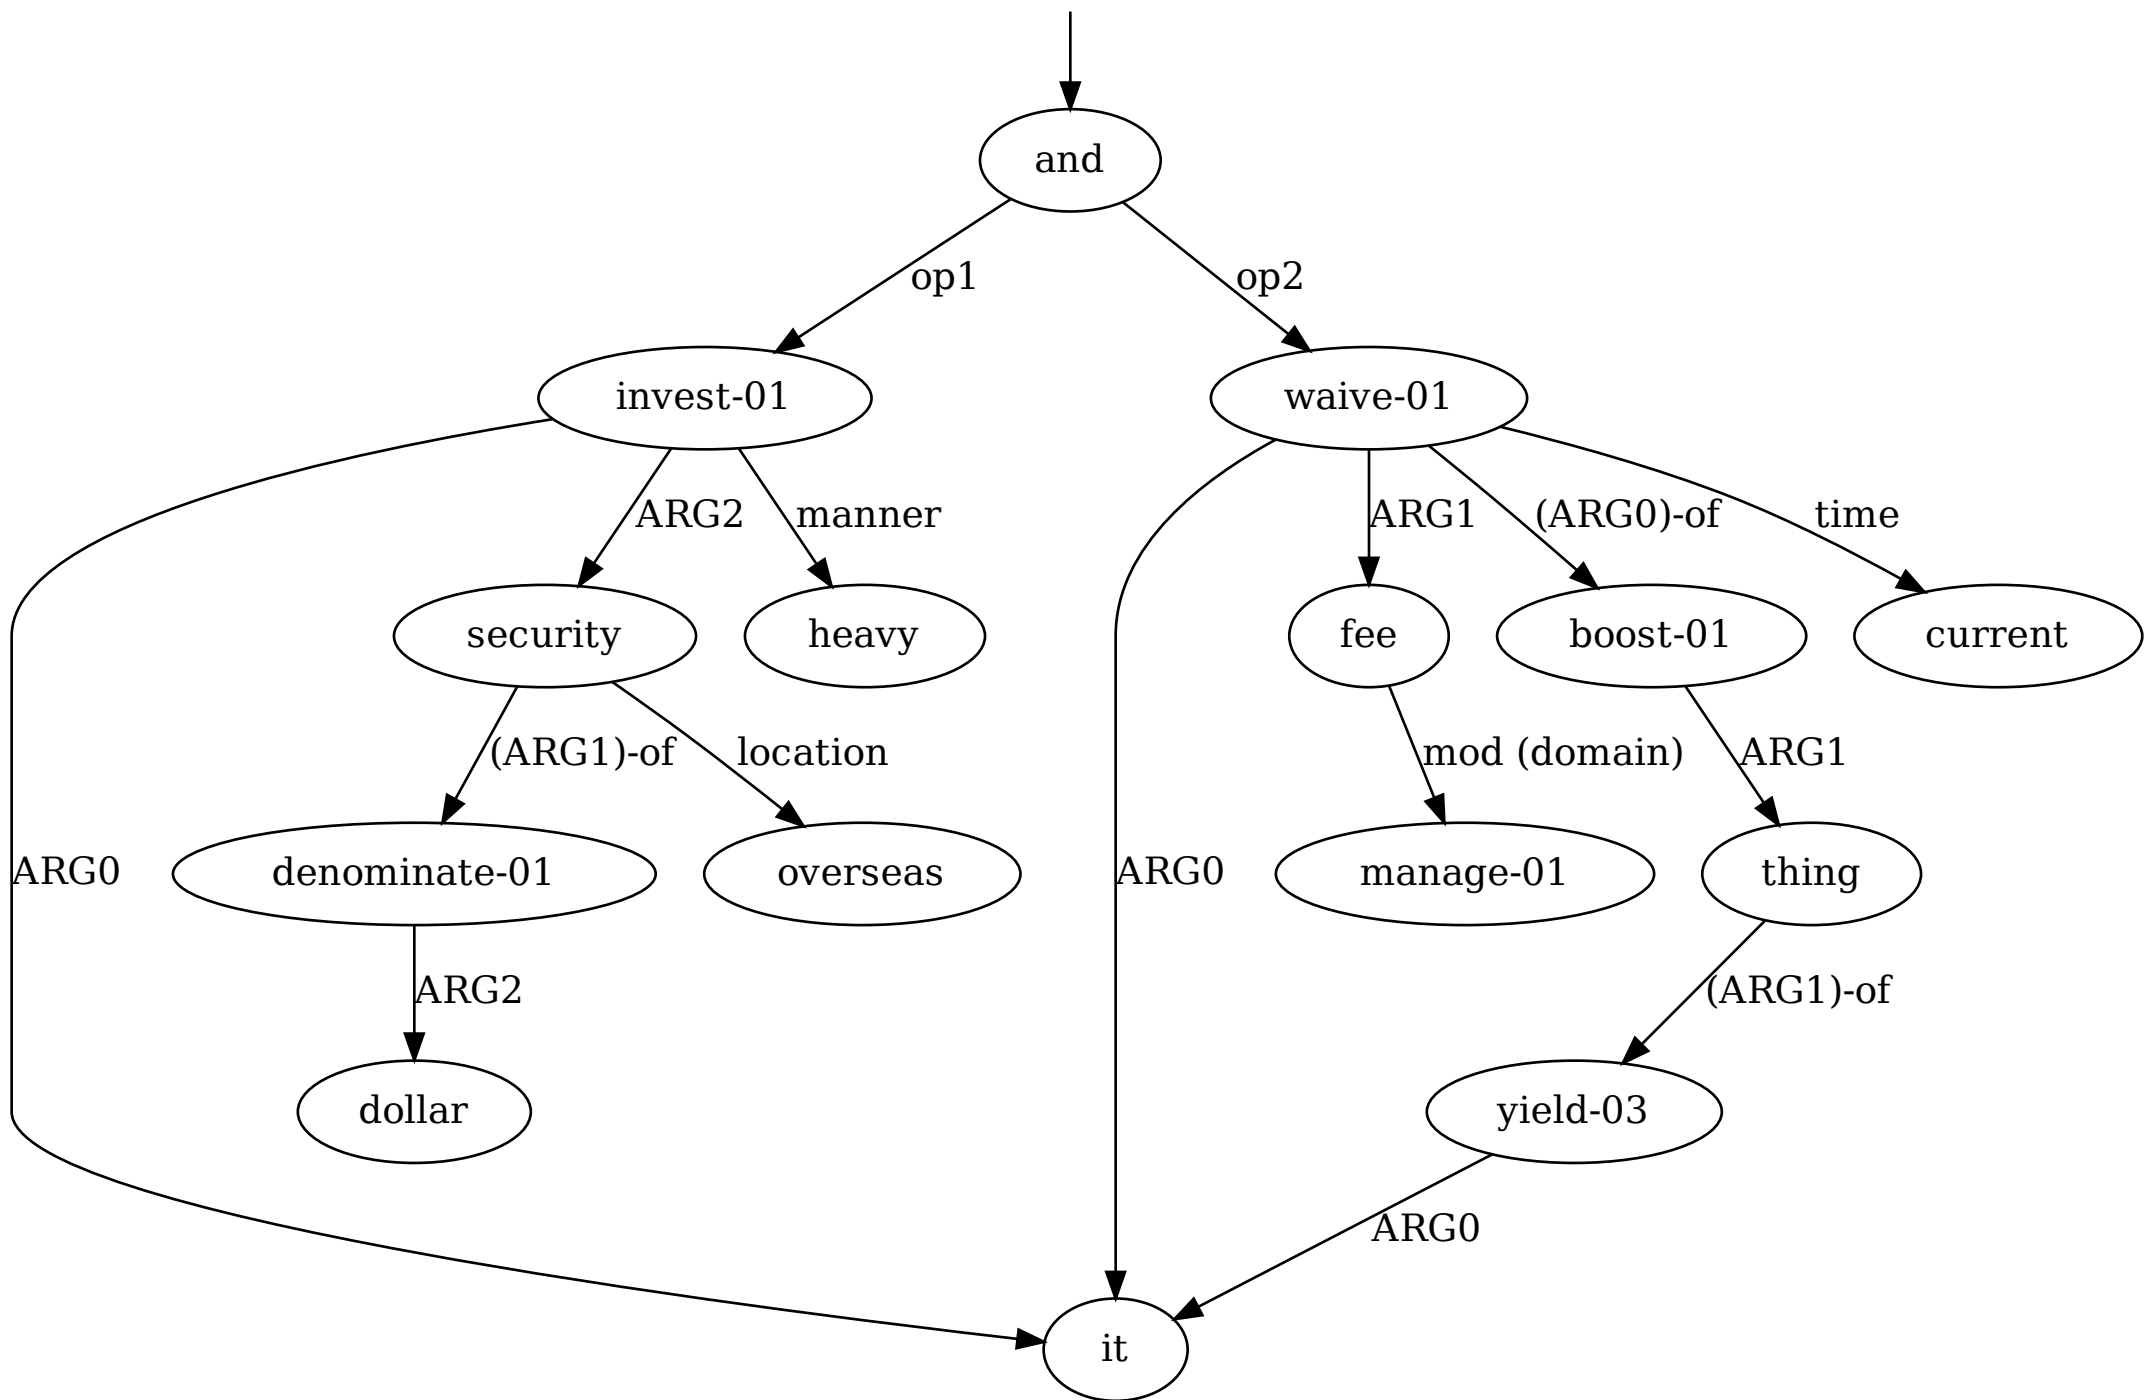 and
op1
op2
invest-01
waive-01
ARG2
manner
ARG1
(ARG0)-of
time
security
heavy
fee
boost-01
current
(ARG1)-of
location
mod (domain)
ARG1
ARG0
denominate-01
overseas
ARG0
manage-01
thing
ARG2
(ARG1)-of
dollar
yield-03
ARG0
it